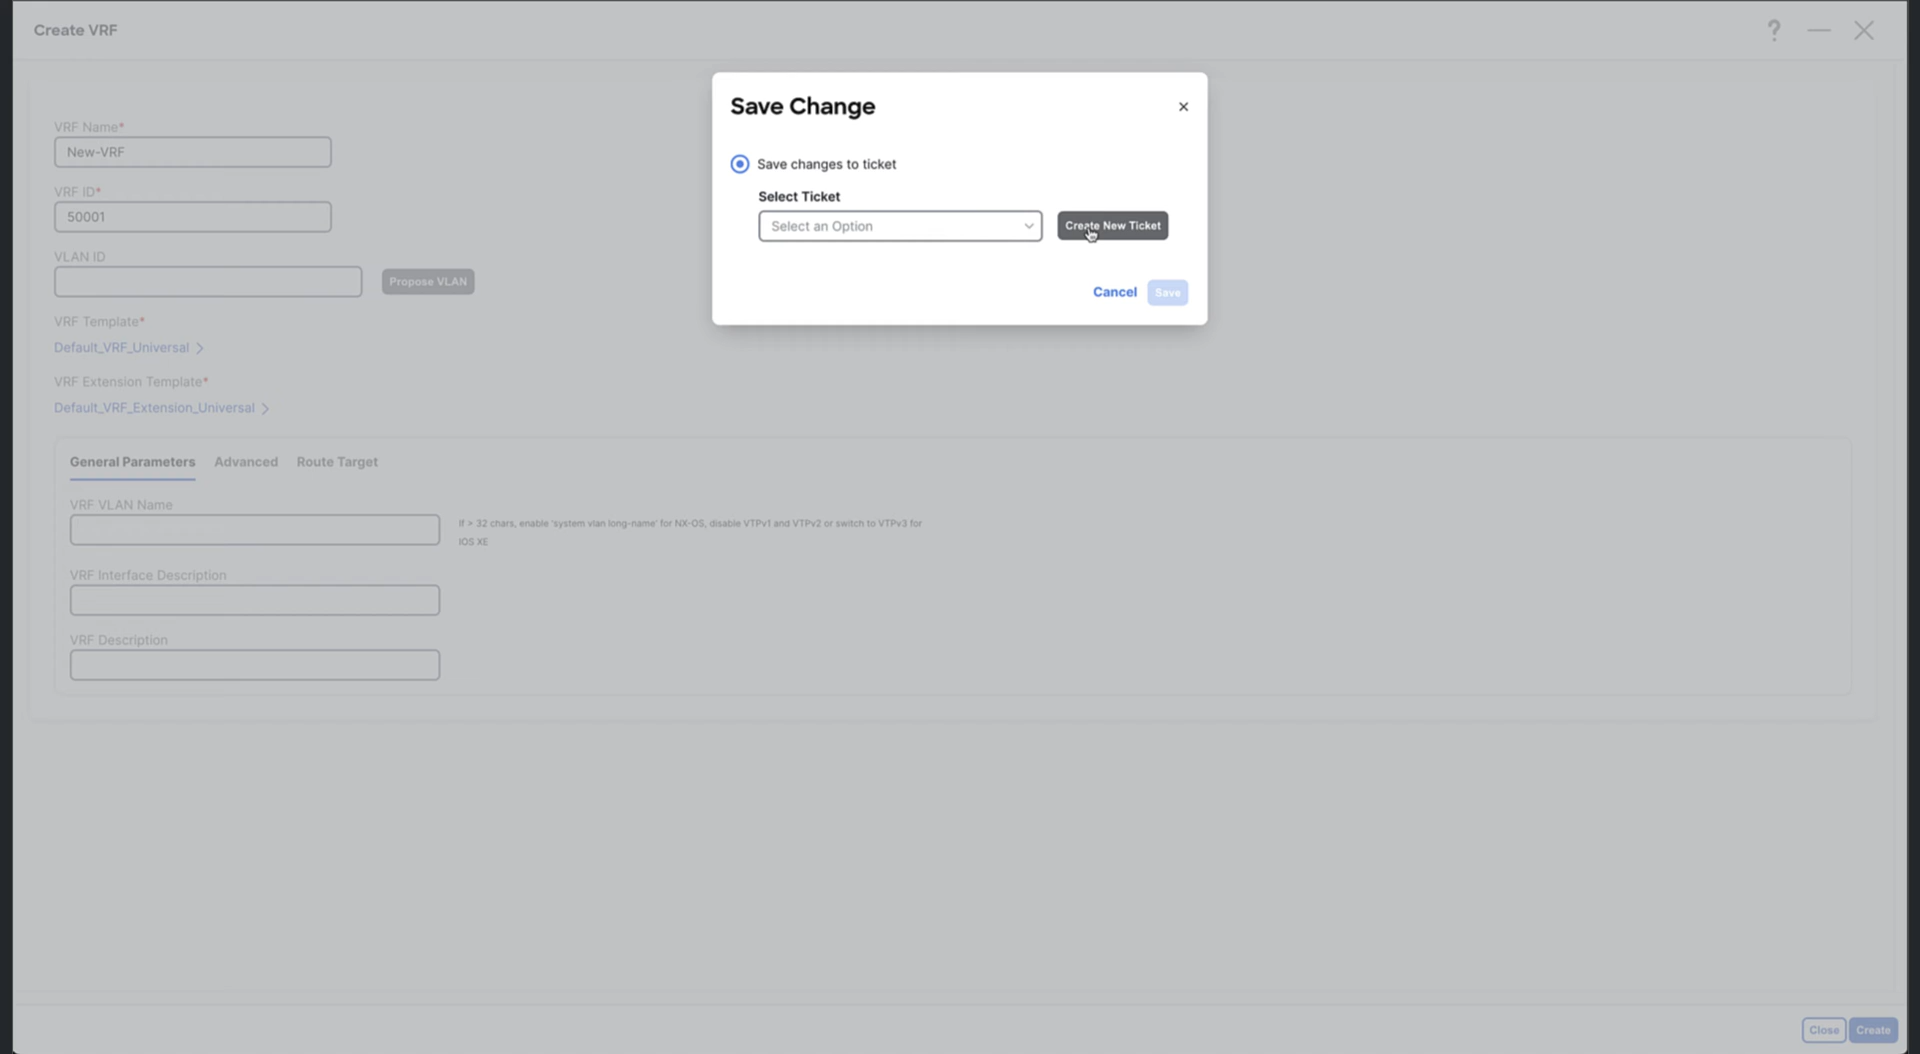 Create VRF
?
Save Change
Save changes to ticket
Select Ticket
Select an Option
Create New Ticket
Cancel
Save
VRF Name*
New-VRF
VRF ID*
50001
VLAN ID
Propose VLAN
VRF Template*
Default_VRF_Universal
VRF Extension Template*
Default_VRF_Extension_Universal
General Parameters
Advanced
Route Target
VRF VLAN Name
If > 32 chars, enable 'system vlan long-name' for NX-OS, disable VTPv1 and VTPv2 or switch to VTPv3 for
IOS XE
VRF Interface Description
VRF Description
Close
Create